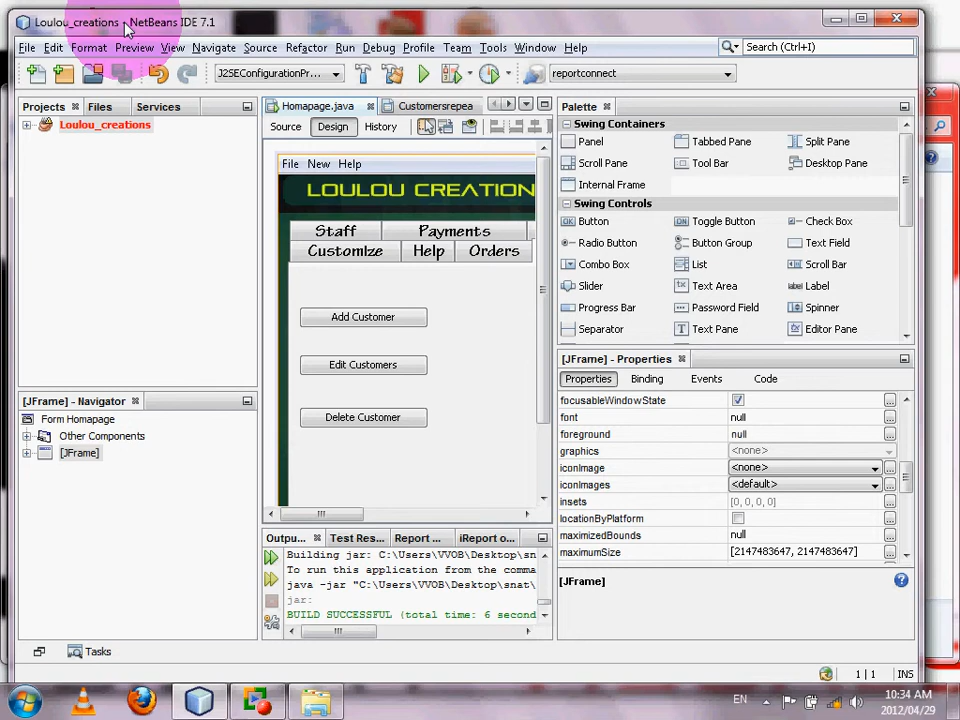 Loulou_creations - NetBeans IDE 7.1
File Edit Format Preview View Navigate Source Refactor Run Debug Profile Team Tools Window Help
Search (Ctrl+I)
J2SEConfigurationPr...
reportconnect
Projects Files Services
Homepage.java Customersrepea
Palette
Loulou_creations
Source Design History
Swing Containers
Panel Tabbed Pane Split Pane
Scroll Pane Tool Bar Desktop Pane
Internal Frame
Swing Controls
Button Toggle Button Check Box
Radio Button Button Group Text Field
Combo Box List Scroll Bar
Slider Text Area Label
Progress Bar Password Field Spinner
Separator Text Pane Editor Pane
File New Help
LOULOU CREATION
Staff Payments
Customize Help Orders
Add Customer
Edit Customers
Delete Customer
[JFrame] - Properties
Properties Binding Events Code
focusableWindowState
font null
foreground null
graphics <none>
iconImage <none>
iconImages <default>
insets [0, 0, 0, 0]
locationByPlatform
maximizedBounds null
maximumSize [2147483647, 2147483647]
[JFrame]
[JFrame] - Navigator
Form Homepage
Other Components
[JFrame]
Outpu... Test Res... Report ... iReport o...
Building jar: C:\Users\VVOB\Desktop\sn
To run this application from the comma
java -jar "C:\Users\VVOB\Desktop\snat\
jar:
BUILD SUCCESSFUL (total time: 6 second
Tasks
1 | 1 INS
EN
10:34 AM
2012/04/29